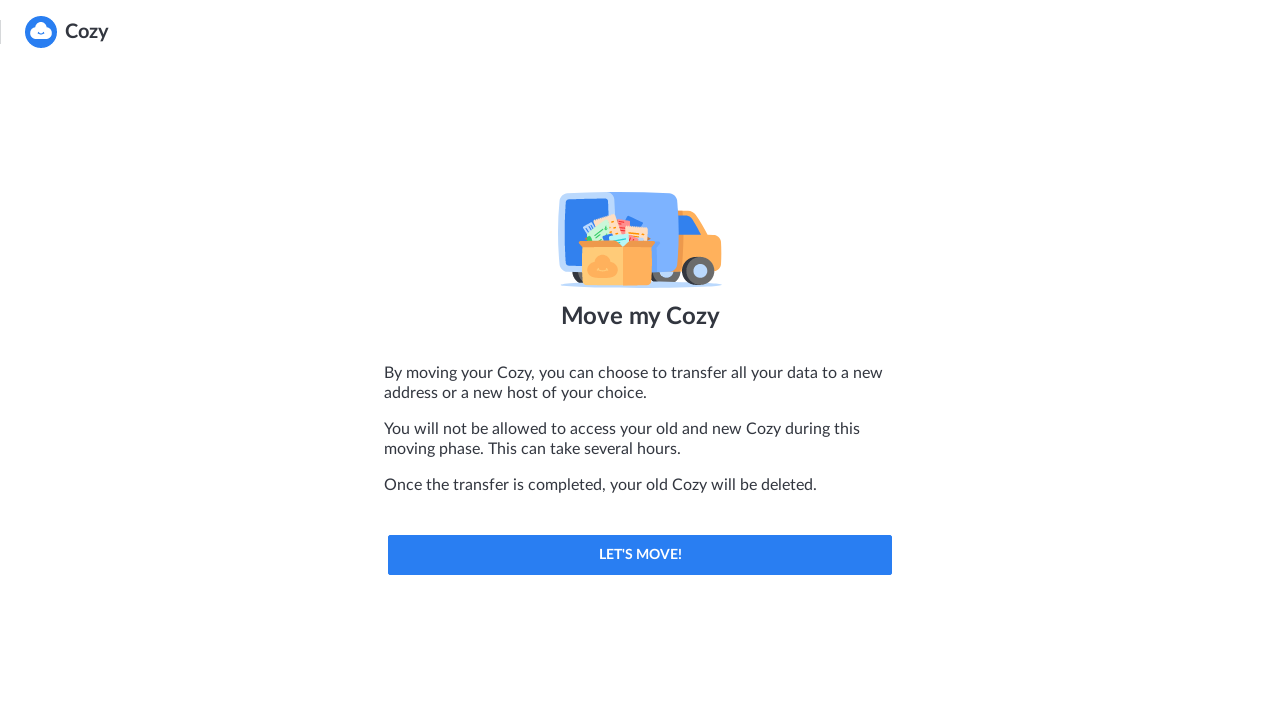 Cozy
Move my Cozy
By moving your Cozy, you can choose to transfer all your data to a new
address or a new host of your choice.
You will not be allowed to access your old and new Cozy during this
moving phase. This can take several hours.
Once the transfer is completed, your old Cozy will be deleted.
LET'S MOVE!